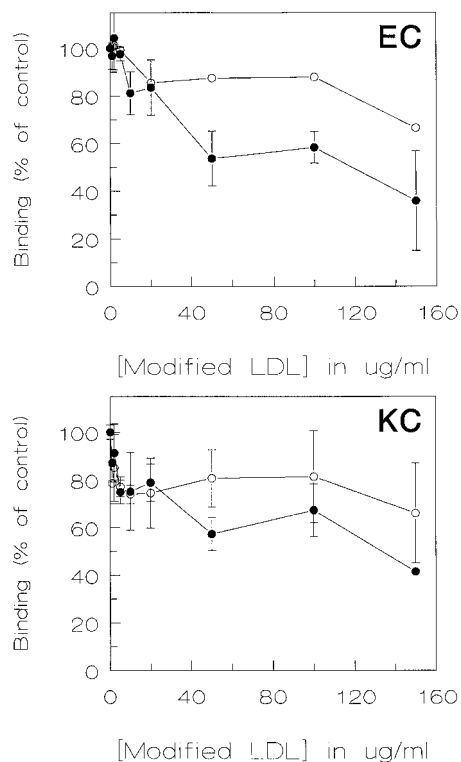 EC
Binding (% of control)
100
80
60
40
20
0
0 40 80 120 160
[Modified LDL] in ug/ml
KC
Binding (% of control)
100
80
60
40
20
0
0 40 80 120 160
[Modified LDL] in ug/ml